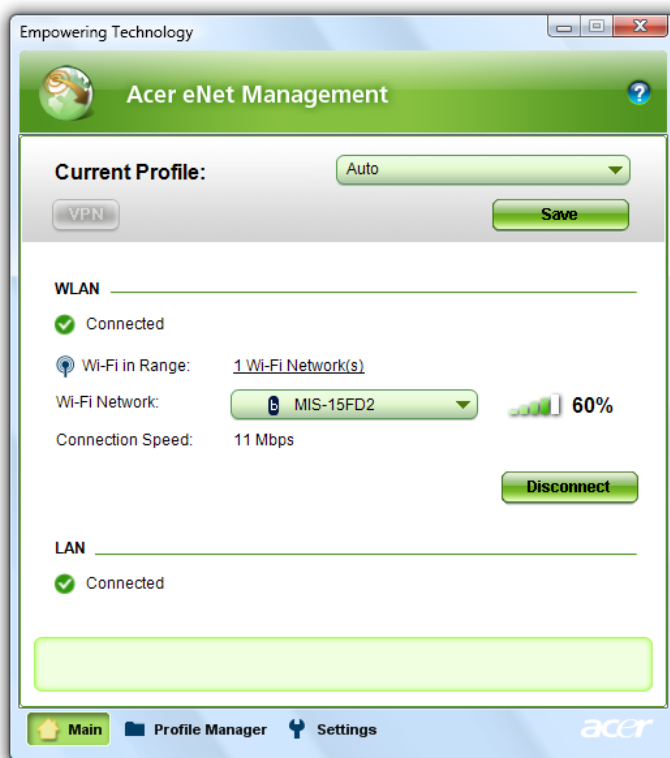 Empowering Technology
Acer eNet Management
?
Current Profile: Auto
VPN Save
WLAN
Connected
Wi-Fi in Range: 1 Wi-Fi Network(s)
Wi-Fi Network: b MIS-15FD2 60%
Connection Speed: 11 Mbps
Disconnect
LAN
Connected
Main Profile Manager Settings acer